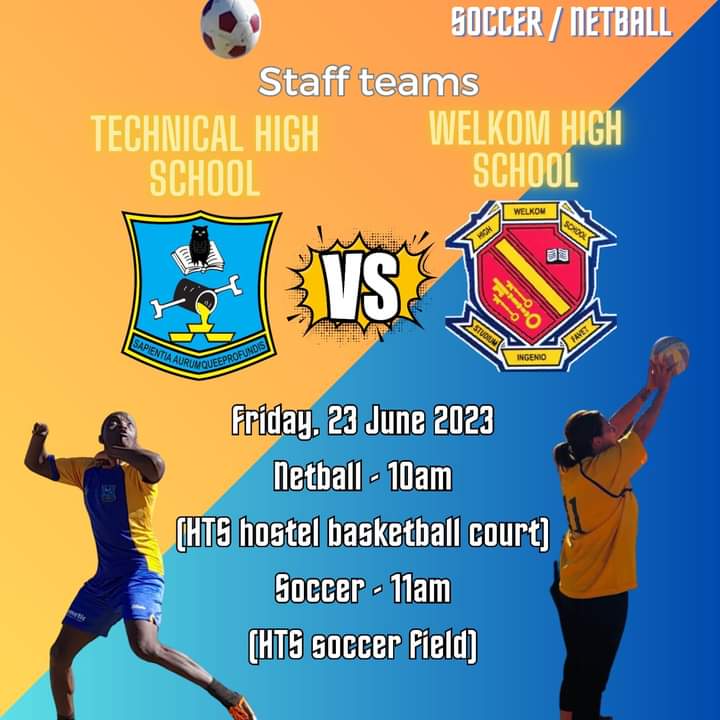 SOCCER / NETBALL
Staff teams
TECHNICAL HIGH
SCHOOL
WELKOM HIGH
SCHOOL
SAPIENTIA AURUMQUEEPROFUNDIS
VS
HIGH
WELKOM
SCHOOL
STUDIUM
INGENIO
FAVET
Friday, 23 June 2023
Netball - 10am
(HTS hostel basketball court)
Soccer - 11am
(HTS soccer field)
1